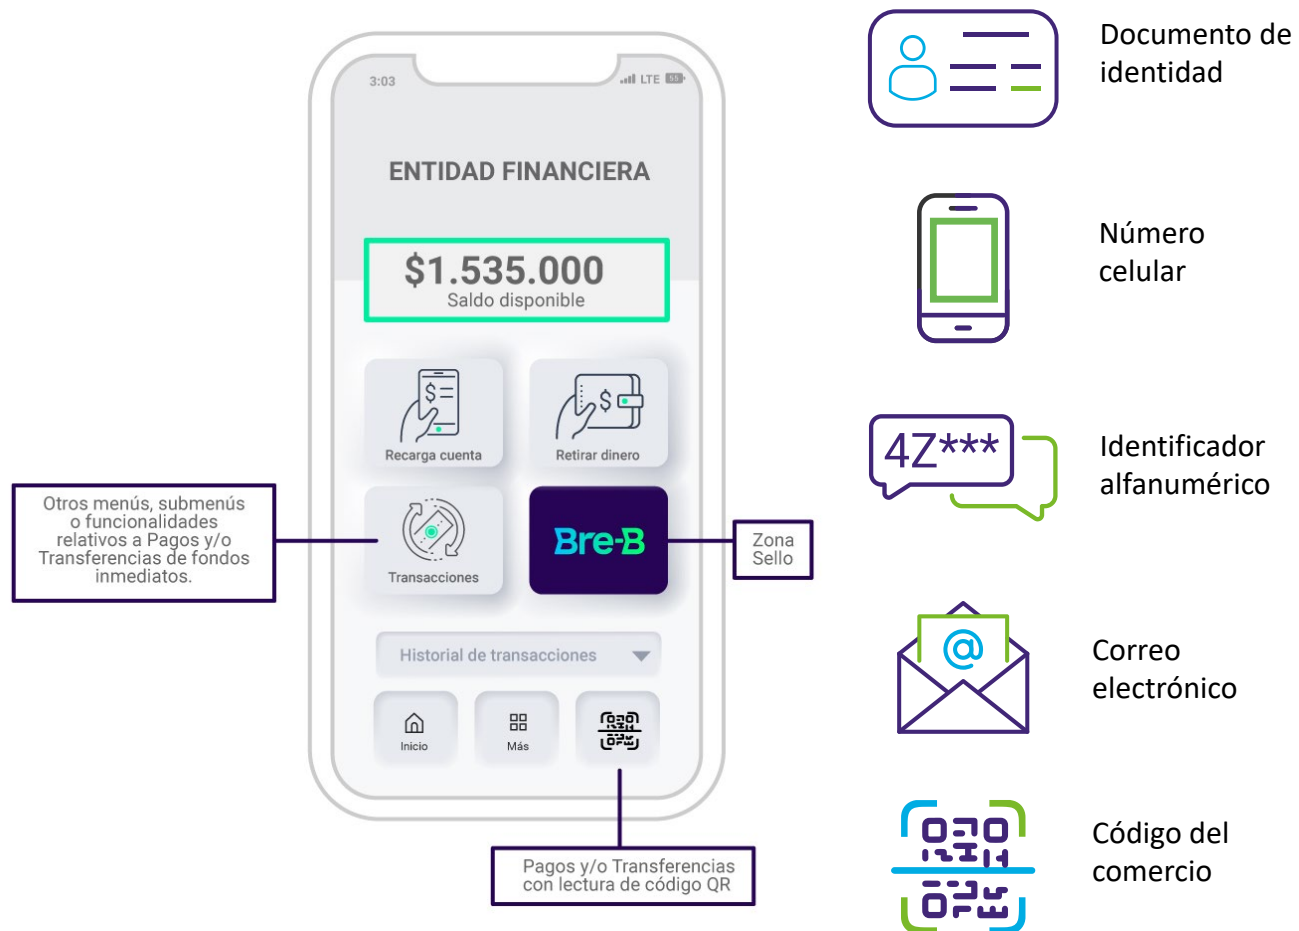 3:03
LTE
55
ENTIDAD FINANCIERA
$1.535.000
Saldo disponible
$
Recarga cuenta
$
Retirar dinero
Transacciones
Bre-B
Otros menús, submenús
o funcionalidades
relativos a Pagos y/o
Transferencias de fondos
inmediatos.
Zona
Sello
Historial de transacciones
Inicio
Más
Pagos y/o Transferencias
con lectura de código QR
Documento de
identidad
Número
celular
4Z***
Identificador
alfanumérico
@
Correo
electrónico
Código del
comercio